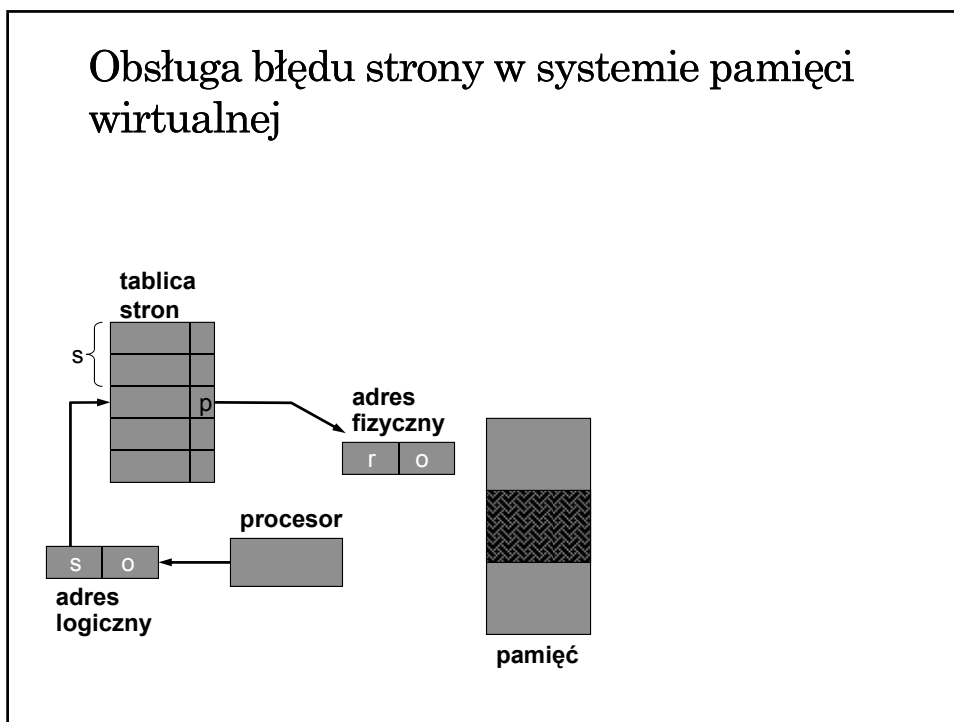 Obsługa błędu strony w systemie pamięci
wirtualnej
tablica
stron
s
p
adres
fizyczny
r o
procesor
s o
adres
logiczny
pamięć